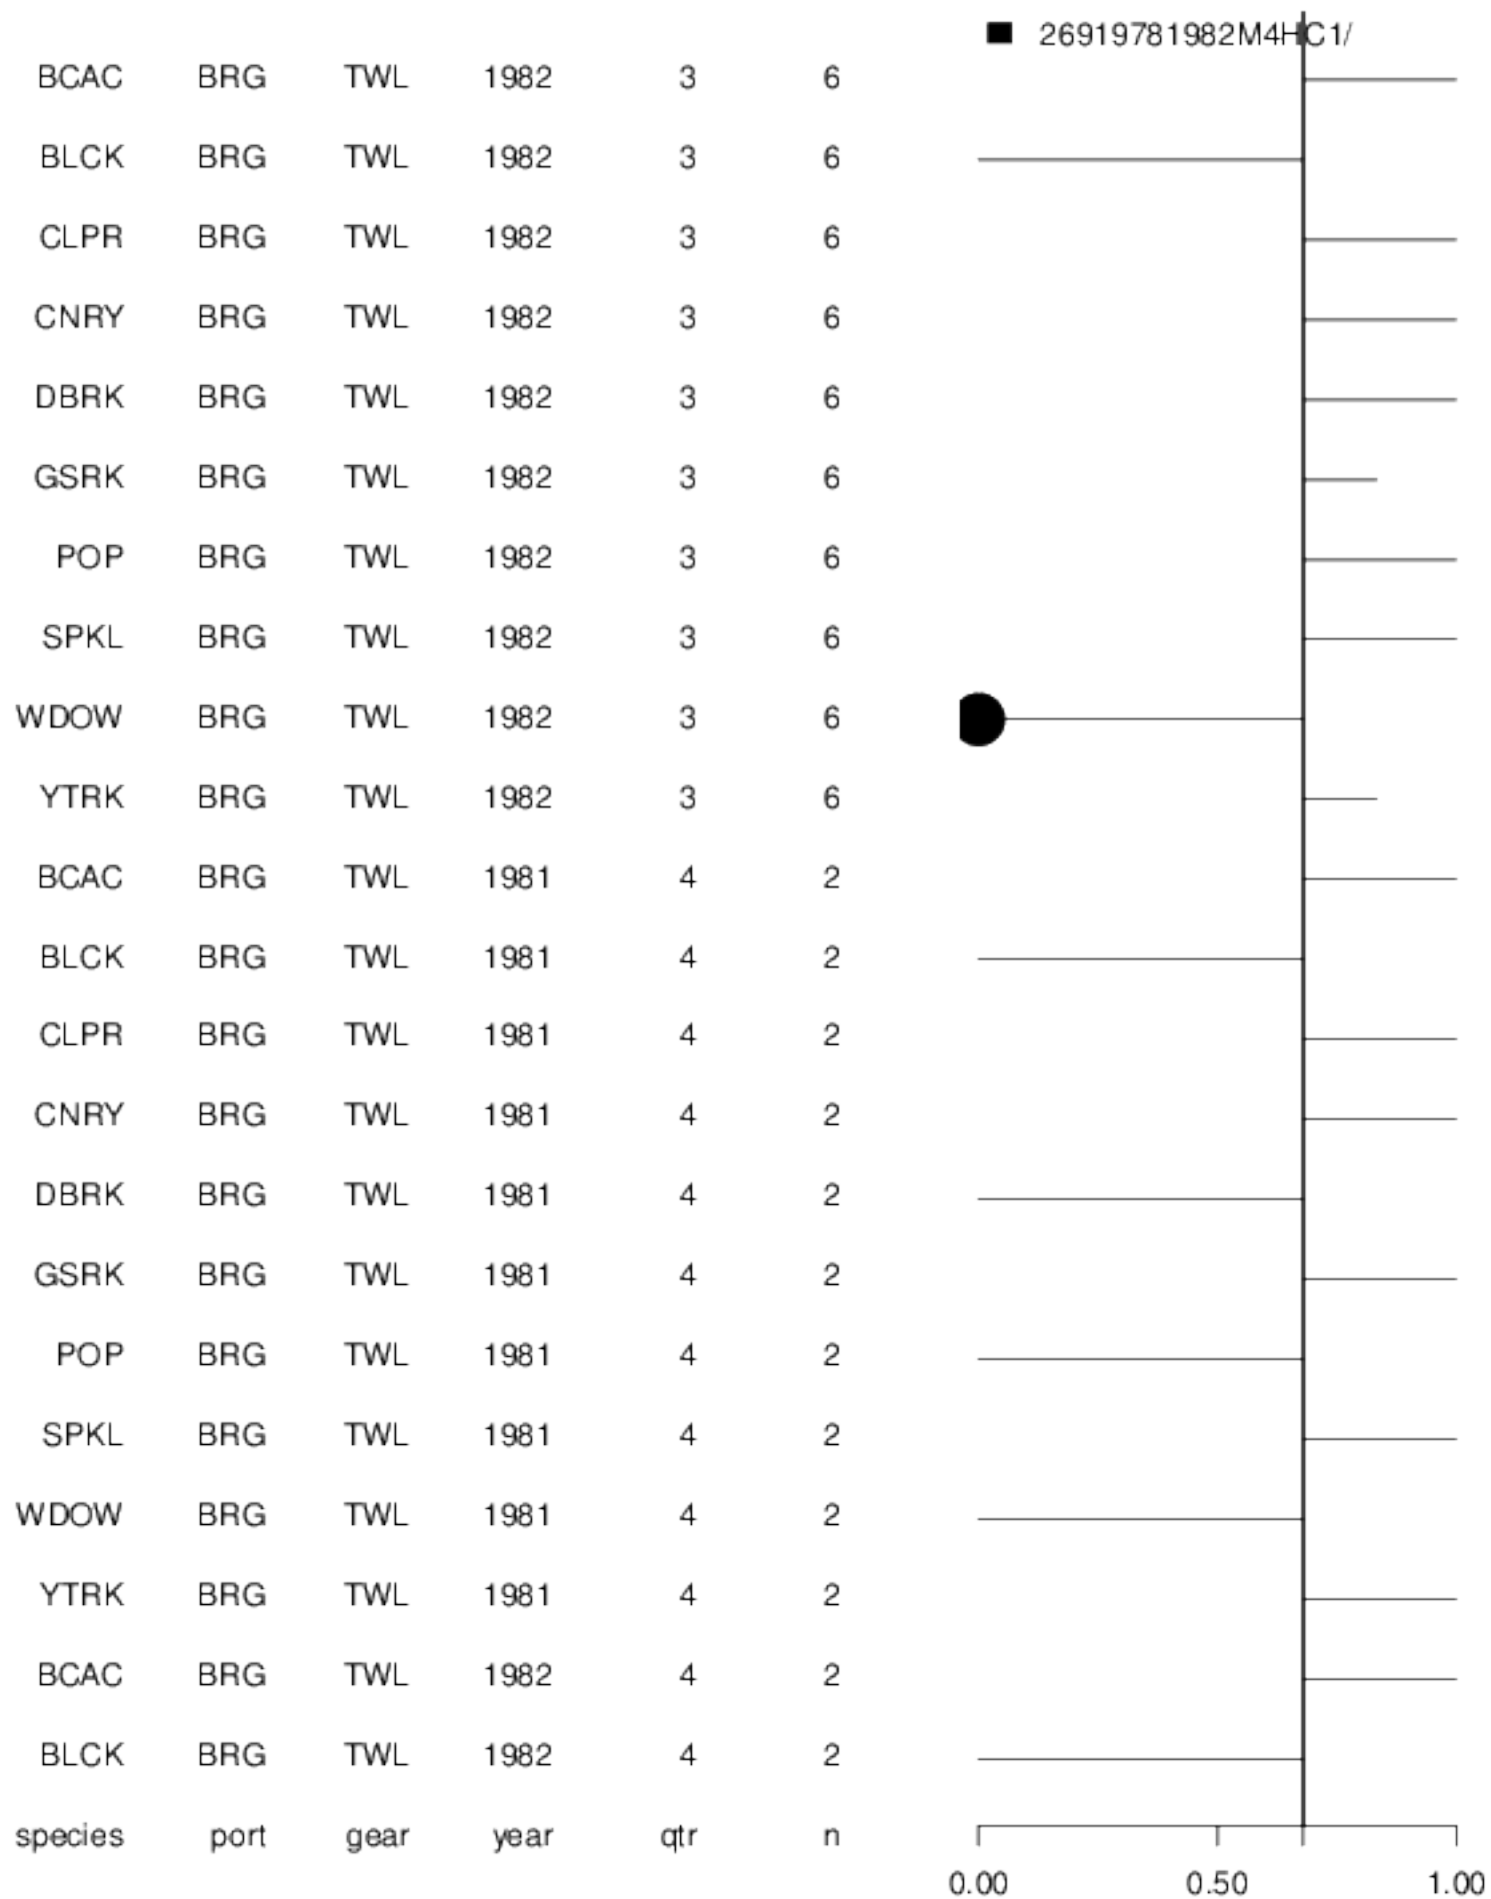 26919781982M4HC1/
BCAC BRG TWL 1982 3 6
BLCK BRG TWL 1982 3 6
CLPR BRG TWL 1982 3 6
CNRY BRG TWL 1982 3 6
DBRK BRG TWL 1982 3 6
GSRK BRG TWL 1982 3 6
POP BRG TWL 1982 3 6
SPKL BRG TWL 1982 3 6
WDOW BRG TWL 1982 3 6
YTRK BRG TWL 1982 3 6
BCAC BRG TWL 1981 4 2
BLCK BRG TWL 1981 4 2
CLPR BRG TWL 1981 4 2
CNRY BRG TWL 1981 4 2
DBRK BRG TWL 1981 4 2
GSRK BRG TWL 1981 4 2
POP BRG TWL 1981 4 2
SPKL BRG TWL 1981 4 2
WDOW BRG TWL 1981 4 2
YTRK BRG TWL 1981 4 2
BCAC BRG TWL 1982 4 2
BLCK BRG TWL 1982 4 2
species port gear year qtr n
0.00 0.50 1.00